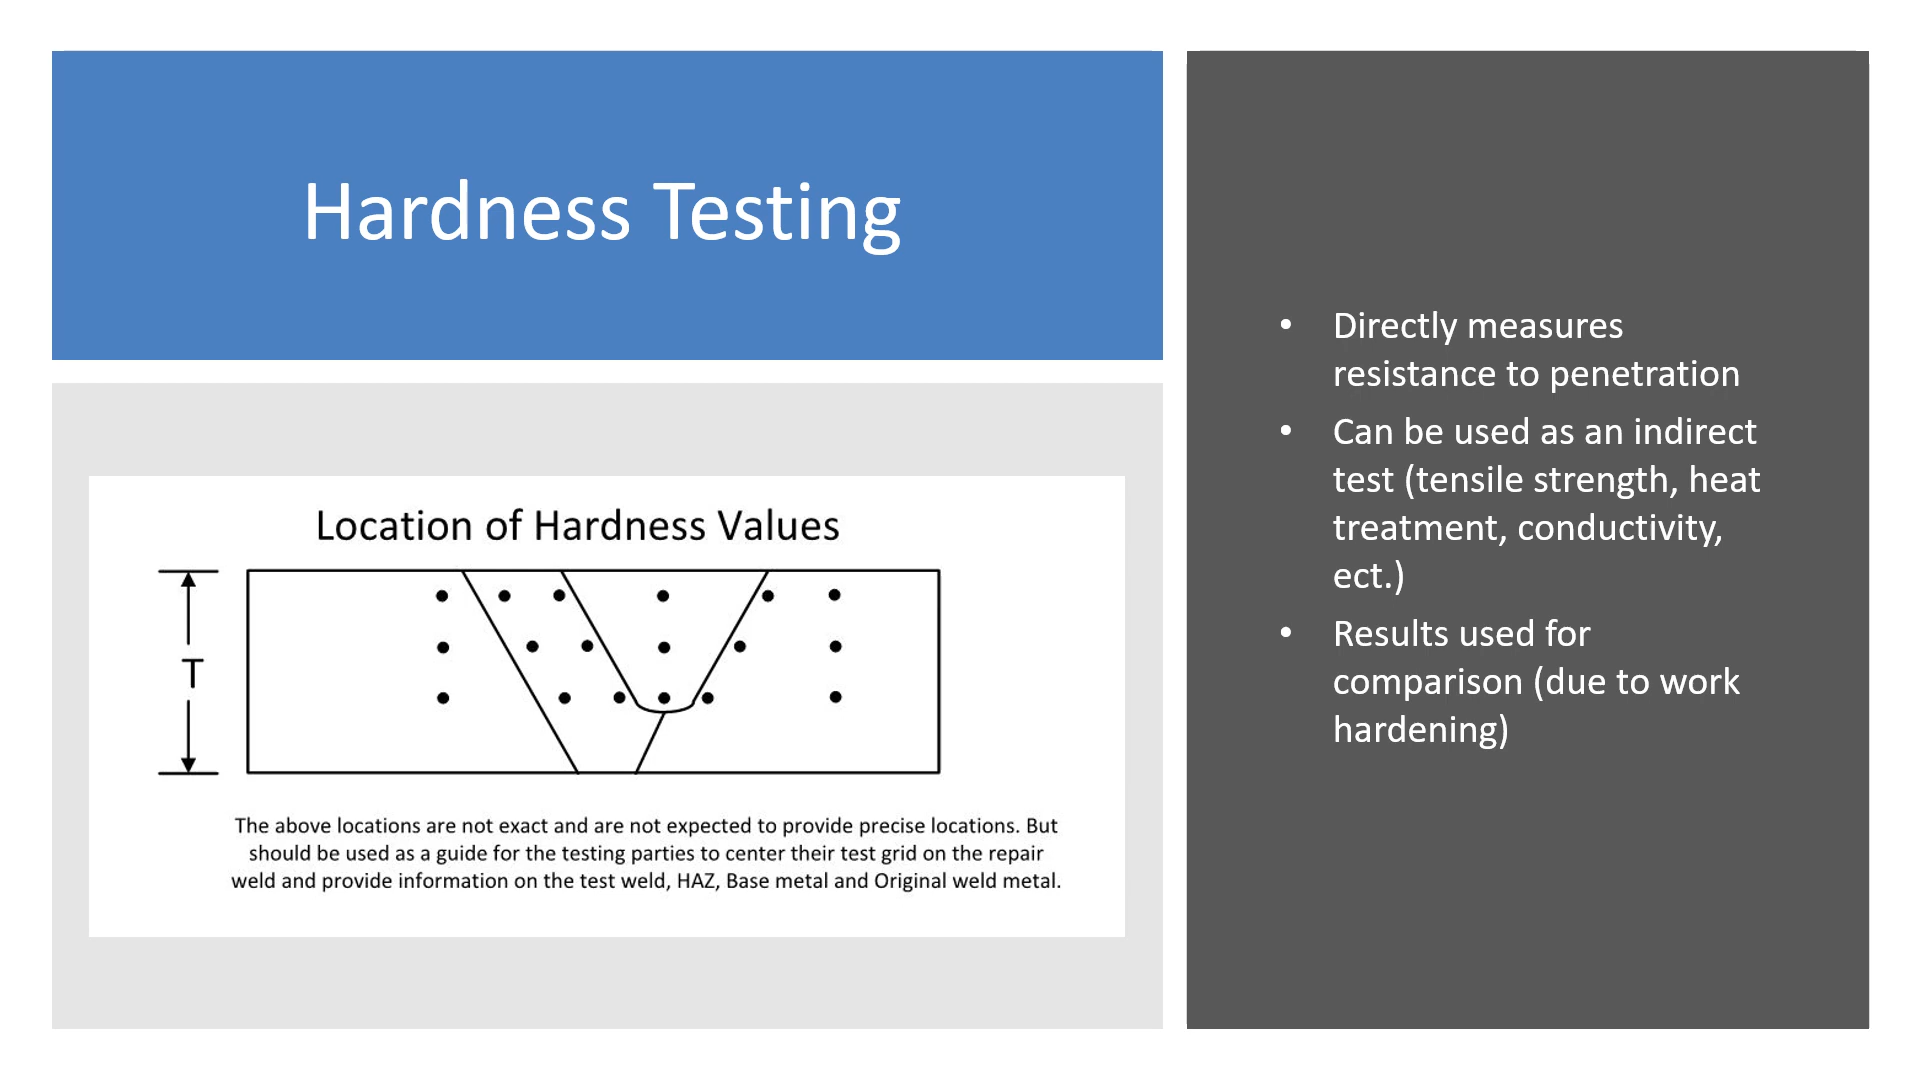 Hardness Testing
Location of Hardness Values
T
The above locations are not exact and are not expected to provide precise locations. But
should be used as a guide for the testing parties to center their test grid on the repair
weld and provide information on the test weld, HAZ, Base metal and Original weld metal.
• Directly measures
resistance to penetration
• Can be used as an indirect
test (tensile strength, heat
treatment, conductivity,
ect.)
• Results used for
comparison (due to work
hardening)